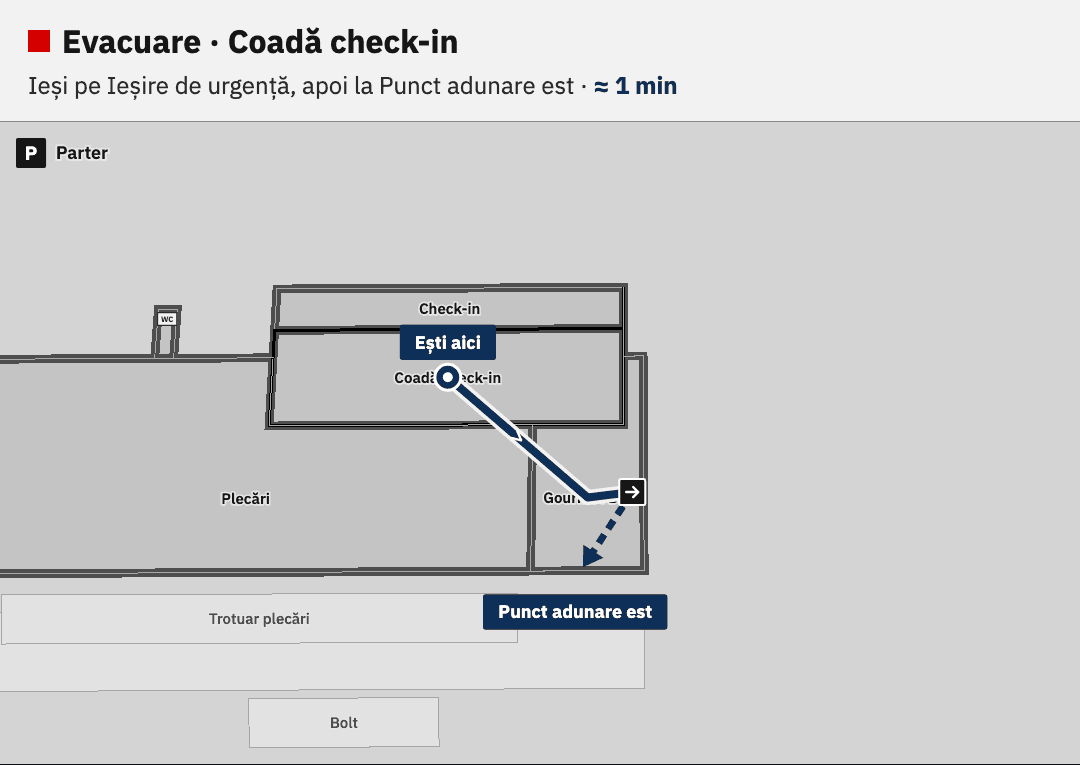 Evacuare · Coadă check-in
Ieși pe Ieșire de urgență, apoi la Punct adunare est · ≈ 1 min
P Parter
WC
Check-in
Ești aici
Plecări
Trotuar plecări
Punct adunare est
Bolt